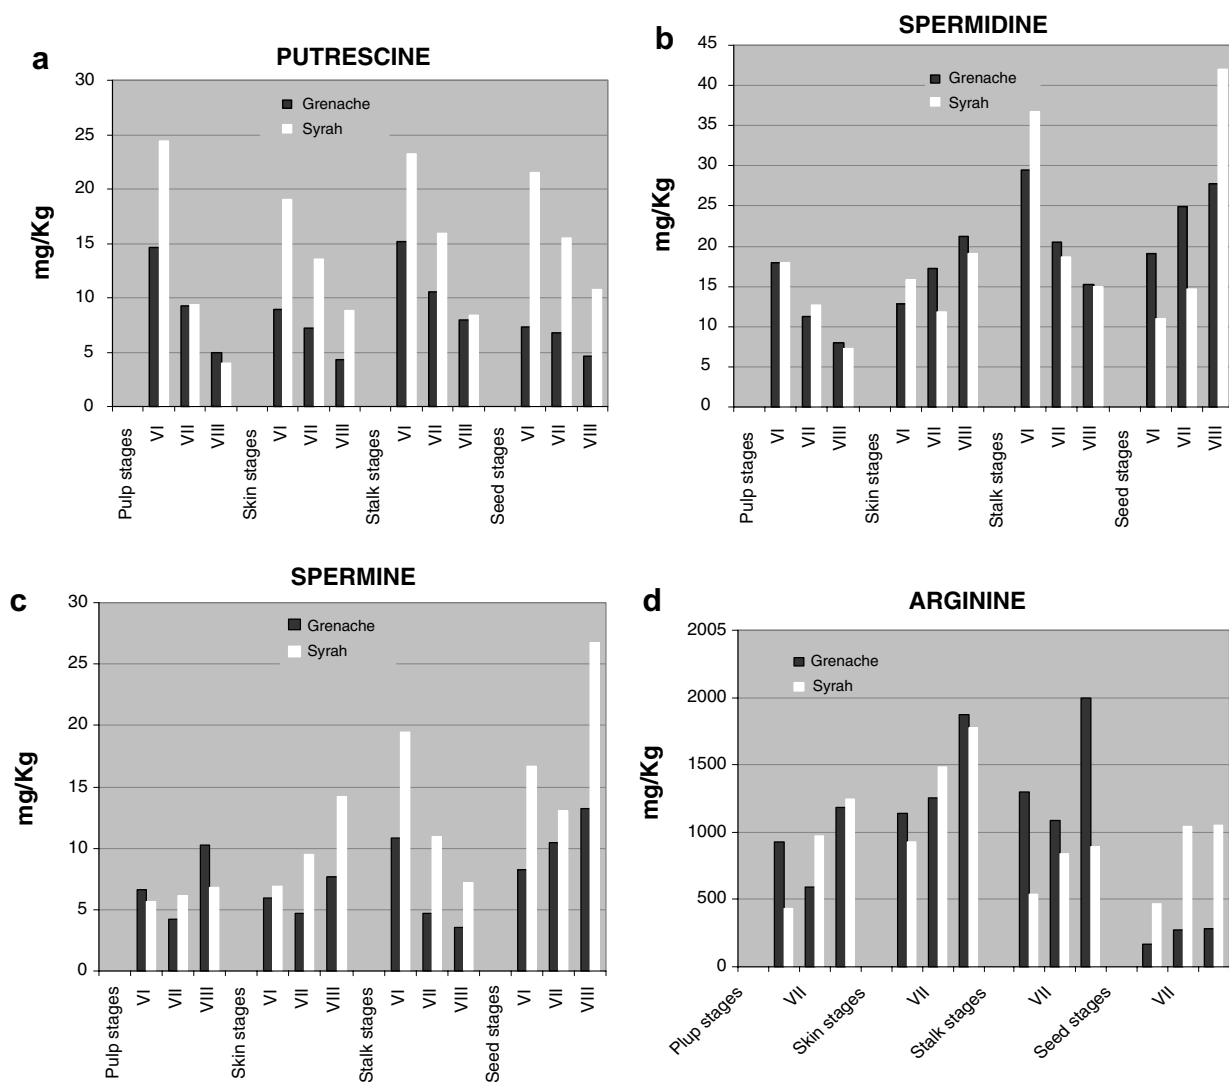 a
PUTRESCINE
30
25
20
15
10
5
0
mg/Kg
Grenache
Syrah
Pulp stages
VI
VII
VIII
Skin stages
VI
VII
VIII
Stalk stages
VI
VII
VIII
Seed stages
VI
VII
VIII
b
SPERMIDINE
45
40
35
30
25
20
15
10
5
0
mg/Kg
Grenache
Syrah
Pulp stages
VI
VII
VIII
Skin stages
VI
VII
VIII
Stalk stages
VI
VII
VIII
Seed stages
VI
VII
VIII
c
SPERMINE
30
25
20
15
10
5
0
mg/Kg
Grenache
Syrah
Pulp stages
VI
VII
VIII
Skin stages
VI
VII
VIII
Stalk stages
VI
VII
VIII
Seed stages
VI
VII
VIII
d
ARGININE
2005
2000
1500
1000
500
0
mg/Kg
Grenache
Syrah
Plup stages
VII
Skin stages
VII
Stalk stages
VII
Seed stages
VII